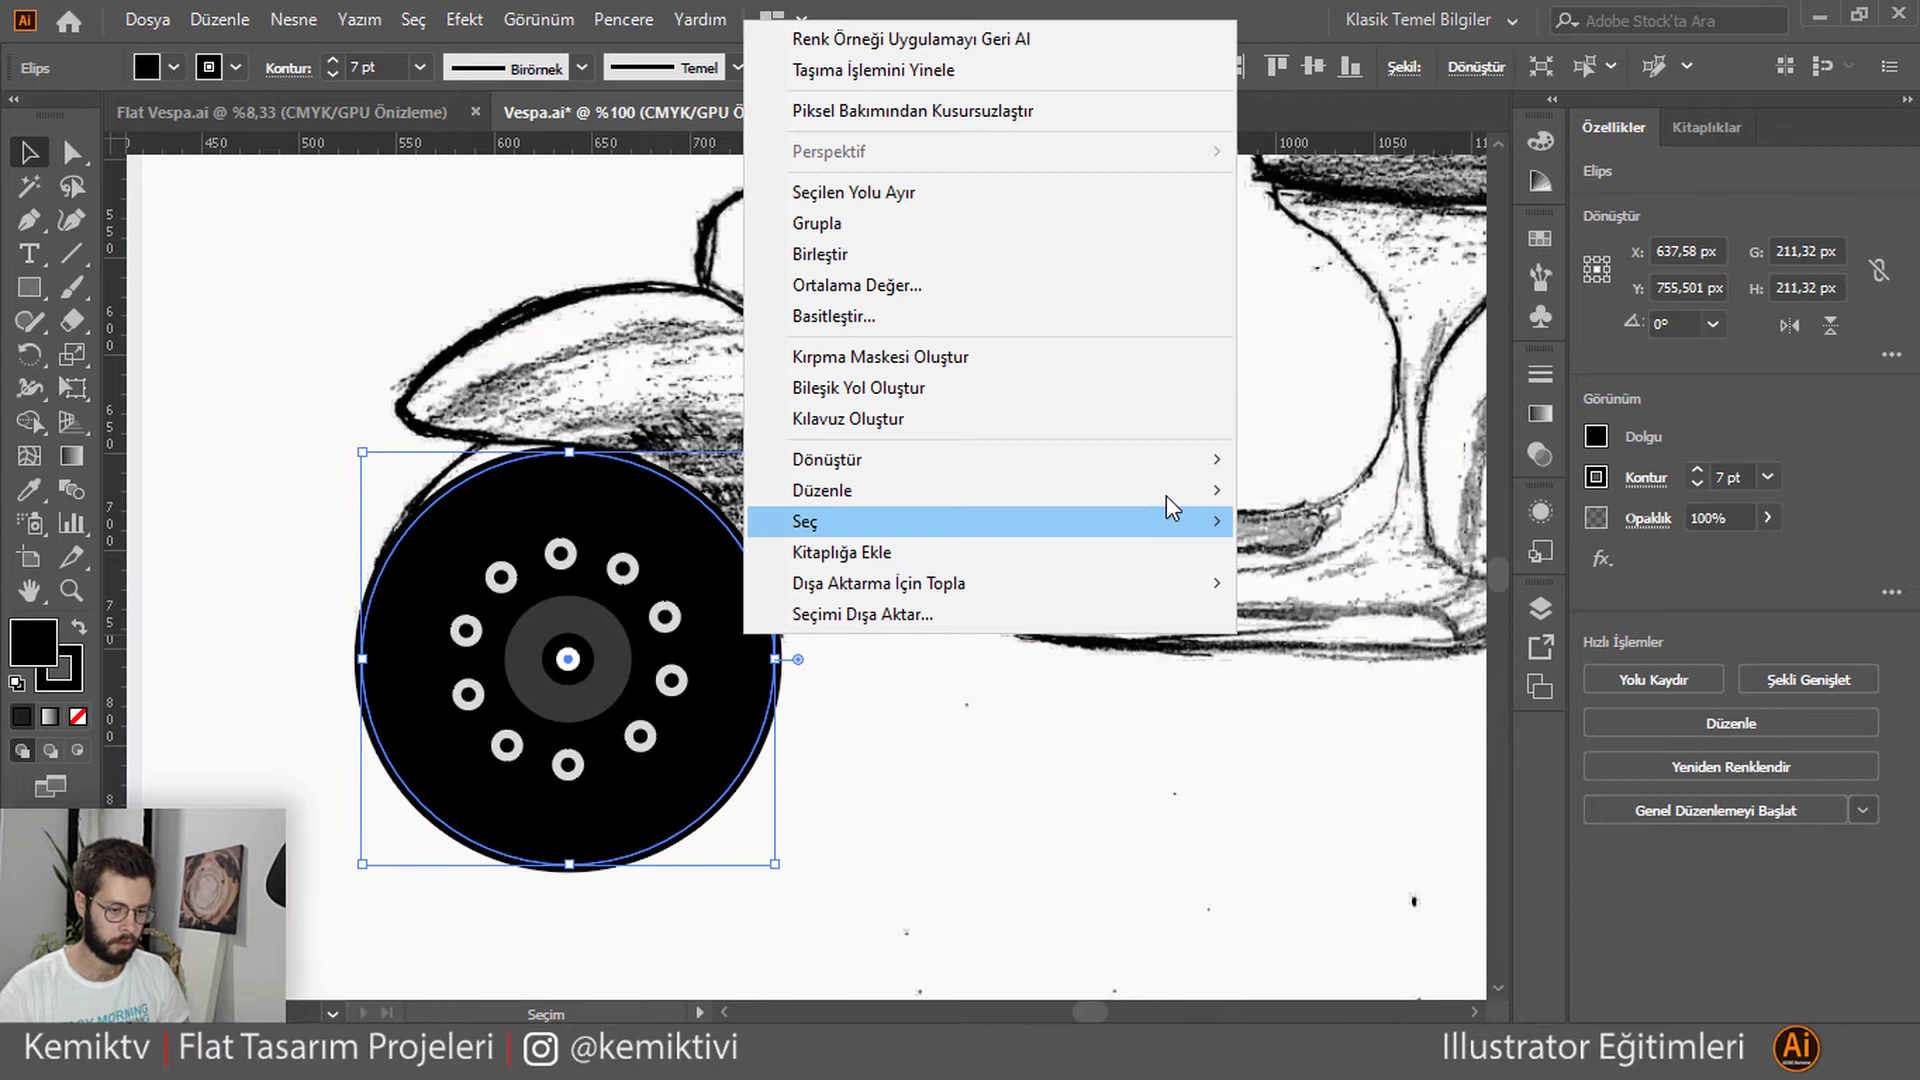 Ai
Dosya Düzenle Nesne Yazım Seç Efekt Görünüm Pencere Yardım
Klasik Temel Bilgiler
Adobe Stock'ta Ara
Elips
Kontur:
7 pt
Birörnek
Temel
Şekil:
Dönüştür
Flat Vespa.ai @ %8,33 (CMYK/GPU Önizleme)
Vespa.ai* @ %100 (CMYK/GPU Ö
450 500 550 600 650 700 1000 1050
Renk Örneği Uygulamayı Geri Al
Taşıma İşlemini Yinele
Piksel Bakımından Kusursuzlaştır
Perspektif
Seçilen Yolu Ayır
Grupla
Birleştir
Ortalama Değer...
Basitleştir...
Kırpma Maskesi Oluştur
Bileşik Yol Oluştur
Kılavuz Oluştur
Dönüştür
Düzenle
Seç
Kitaplığa Ekle
Dışa Aktarma İçin Topla
Seçimi Dışa Aktar...
Özellikler
Kitaplıklar
Elips
Dönüştür
X: 637,58 px
G: 211,32 px
Y: 755,501 px
H: 211,32 px
0°
Görünüm
Dolgu
Kontur
7 pt
Opaklık
100%
fx.
Hızlı İşlemler
Yolu Kaydır
Şekli Genişlet
Düzenle
Yeniden Renklendir
Genel Düzenlemeyi Başlat
Seçim
MORNING
Kemiktv | Flat Tasarım Projeleri | @kemiktivi
Illustrator Eğitimleri
Ai